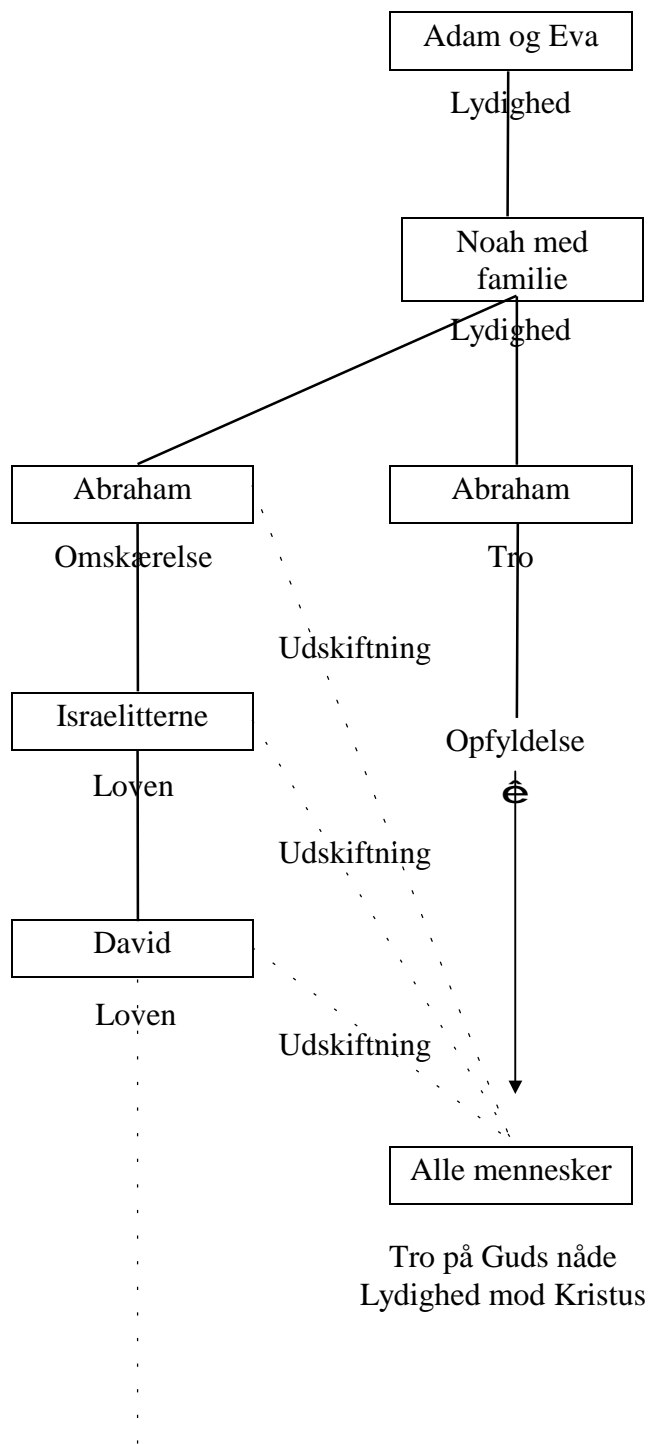 Adam og Eva
Lydighed
Noah med
familie
Lydighed
Abraham
Abraham
Omskærelse
Tro
Udskiftning
Israelitterne
Opfyldelse
Loven
ê
Udskiftning
David
Loven
Udskiftning
Alle mennesker
Tro på Guds nåde
Lydighed mod Kristus